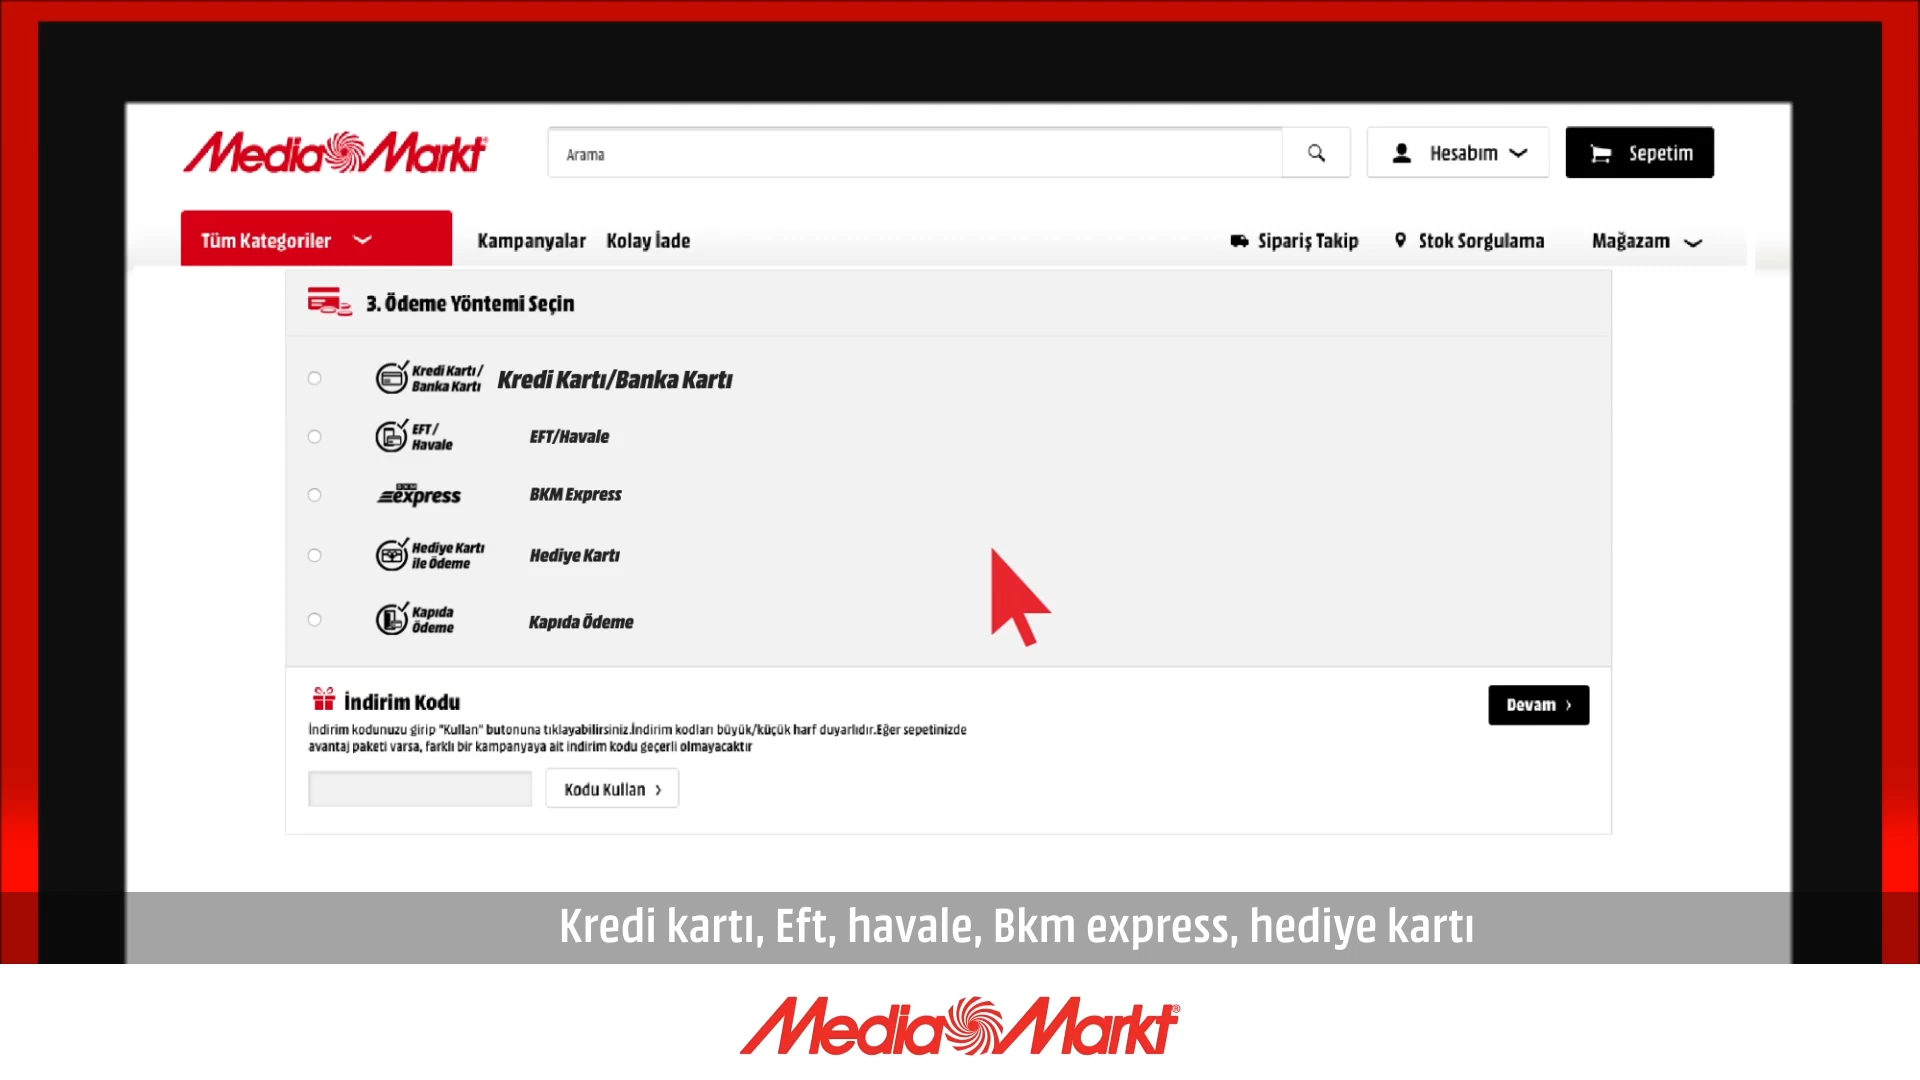 MediaMarkt
Arama
Hesabım
Sepetim
Tüm Kategoriler
Kampanyalar
Kolay İade
Sipariş Takip
Stok Sorgulama
Mağazam
3. Ödeme Yöntemi Seçin
Kredi Kartı/
Banka Kartı
Kredi Kartı/Banka Kartı
EFT/
Havale
EFT/Havale
BKM
express
BKM Express
Hediye Kartı
ile Ödeme
Hediye Kartı
Kapıda
Ödeme
Kapıda Ödeme
İndirim Kodu
İndirim kodunuzu girip "Kullan" butonuna tıklayabilirsiniz.İndirim kodları büyük/küçük harf duyarlıdır.Eğer sepetinizde
avantaj paketi varsa, farklı bir kampanyaya ait indirim kodu geçerli olmayacaktır
Devam ›
Kodu Kullan ›
Kredi kartı, Eft, havale, Bkm express, hediye kartı
MediaMarkt®